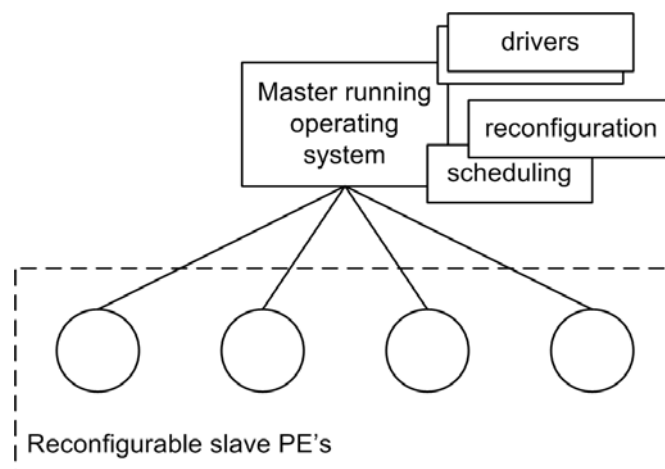 drivers
Master running
operating
system
reconfiguration
scheduling
Reconfigurable slave PE's